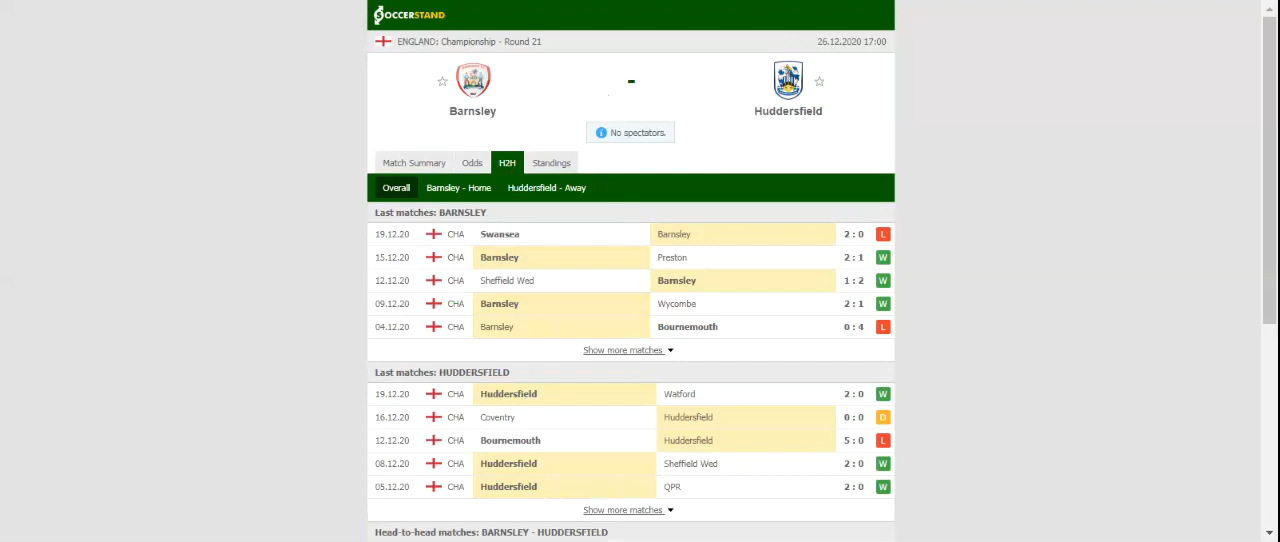 SOCCERSTAND
ENGLAND: Championship - Round 21 26.12.2020 17:00
-
Barnsley Huddersfield
No spectators.
Match Summary Odds H2H Standings
Overall Barnsley - Home Huddersfield - Away
Last matches: BARNSLEY
19.12.20 CHA Swansea Barnsley 2 : 0 L
15.12.20 CHA Barnsley Preston 2 : 1 W
12.12.20 CHA Sheffield Wed Barnsley 1 : 2 W
09.12.20 CHA Barnsley Wycombe 2 : 1 W
04.12.20 CHA Barnsley Bournemouth 0 : 4 L
Show more matches
Last matches: HUDDERSFIELD
19.12.20 CHA Huddersfield Watford 2 : 0 W
16.12.20 CHA Coventry Huddersfield 0 : 0 D
12.12.20 CHA Bournemouth Huddersfield 5 : 0 L
08.12.20 CHA Huddersfield Sheffield Wed 2 : 0 W
05.12.20 CHA Huddersfield QPR 2 : 0 W
Show more matches
Head-to-head matches: BARNSLEY - HUDDERSFIELD